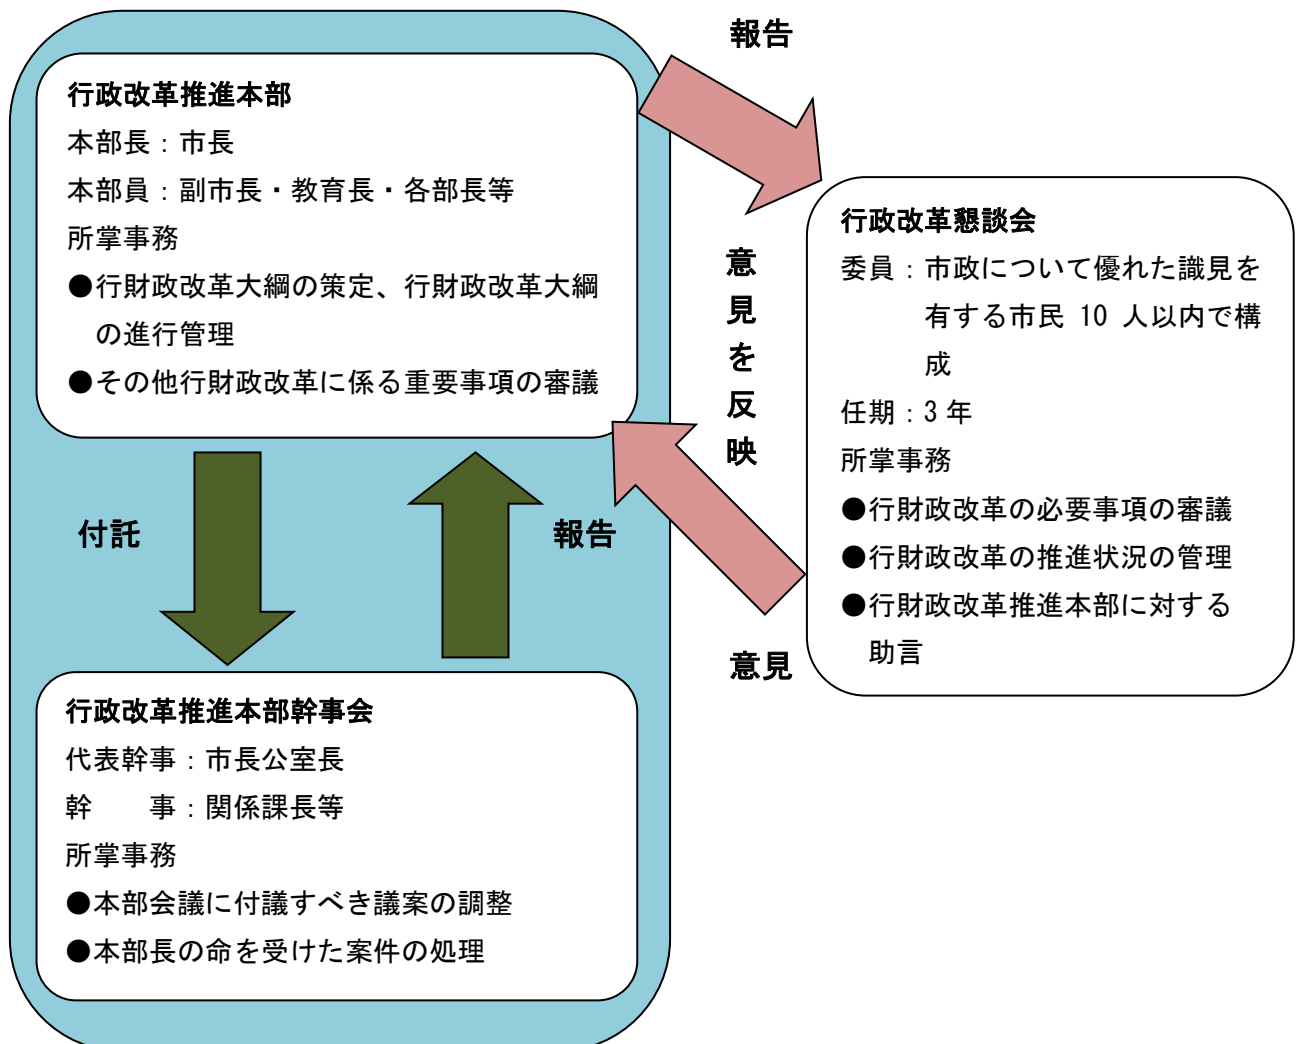 報告
行政改革推進本部
本部長：市長
本部員：副市長・教育長・各部長等
所掌事務
●行財政改革大綱の策定、行財政改革大綱
の進行管理
●その他行財政改革に係る重要事項の審議
付託
報告
行政改革推進本部幹事会
代表幹事：市長公室長
幹　　事：関係課長等
所掌事務
●本部会議に付議すべき議案の調整
●本部長の命を受けた案件の処理
意見を反映
意見
行政改革懇談会
委員：市政について優れた識見を
有する市民 10 人以内で構
成
任期：3 年
所掌事務
●行財政改革の必要事項の審議
●行財政改革の推進状況の管理
●行財政改革推進本部に対する
助言